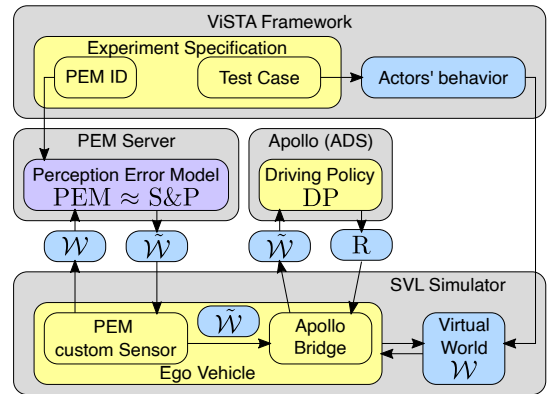 ViSTA Framework
Experiment Specification
PEM ID
Test Case
Actors' behavior
PEM Server
Apollo (ADS)
Perception Error Model
PEM ≈ S&P
Driving Policy
DP
𝒲
𝒲̃
𝒲̃
R
SVL Simulator
PEM
custom Sensor
𝒲̃
Apollo
Bridge
Virtual
World
𝒲
Ego Vehicle